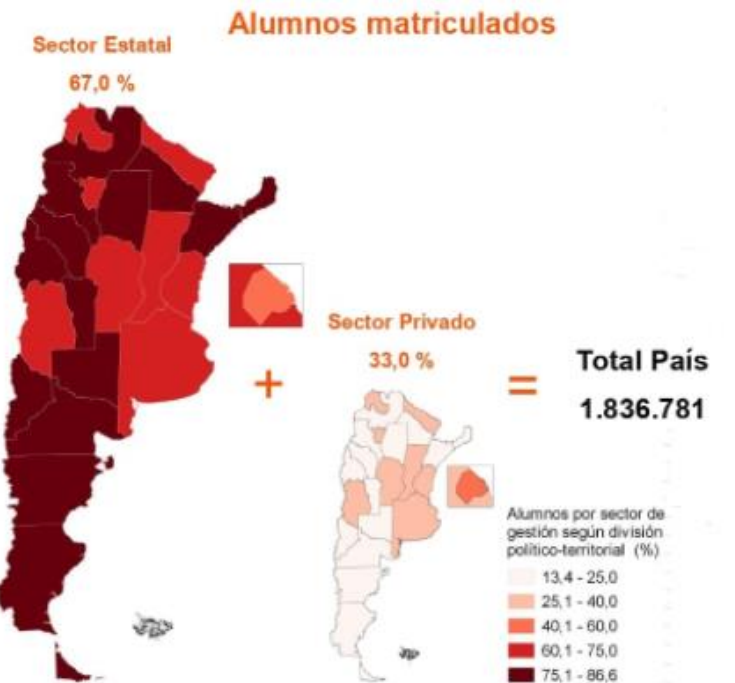 Alumnos matriculados
Sector Estatal
67,0 %
+
Sector Privado
33,0 %
=
Total País
1.836.781
Alumnos por sector de
gestión según división
político-territorial (%)
13,4 - 25,0
25,1 - 40,0
40,1 - 60,0
60,1 - 75,0
75,1 - 86,6